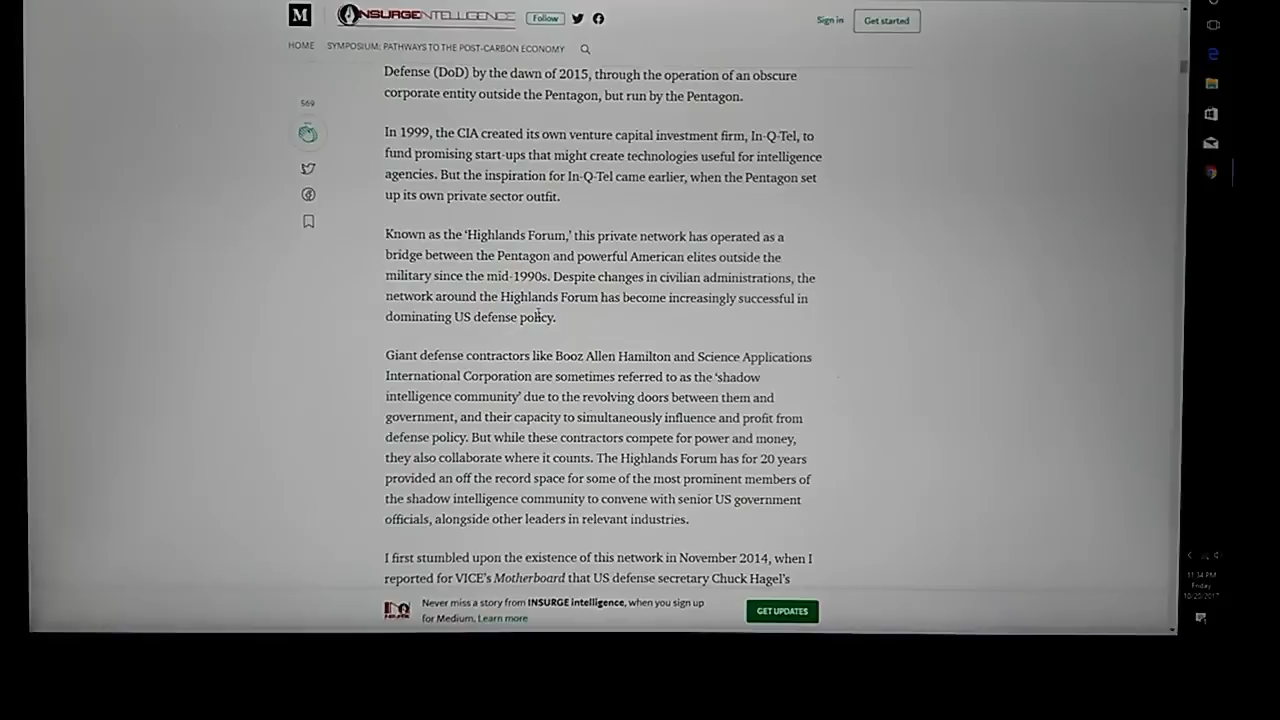 M INSURGEINTELLIGENCE Follow Sign in Get started
HOME SYMPOSIUM: PATHWAYS TO THE POST-CARBON ECONOMY
Defense (DoD) by the dawn of 2015, through the operation of an obscure
corporate entity outside the Pentagon, but run by the Pentagon.
569
In 1999, the CIA created its own venture capital investment firm, In-Q-Tel, to
fund promising start-ups that might create technologies useful for intelligence
agencies. But the inspiration for In-Q-Tel came earlier, when the Pentagon set
up its own private sector outfit.
Known as the ‘Highlands Forum,’ this private network has operated as a
bridge between the Pentagon and powerful American elites outside the
military since the mid-1990s. Despite changes in civilian administrations, the
network around the Highlands Forum has become increasingly successful in
dominating US defense policy.
Giant defense contractors like Booz Allen Hamilton and Science Applications
International Corporation are sometimes referred to as the ‘shadow
intelligence community’ due to the revolving doors between them and
government, and their capacity to simultaneously influence and profit from
defense policy. But while these contractors compete for power and money,
they also collaborate where it counts. The Highlands Forum has for 20 years
provided an off the record space for some of the most prominent members of
the shadow intelligence community to convene with senior US government
officials, alongside other leaders in relevant industries.
I first stumbled upon the existence of this network in November 2014, when I
reported for VICE’s Motherboard that US defense secretary Chuck Hagel’s
Never miss a story from INSURGE intelligence, when you sign up
for Medium. Learn more
GET UPDATES
11:34 PM
Friday
10/20/2017